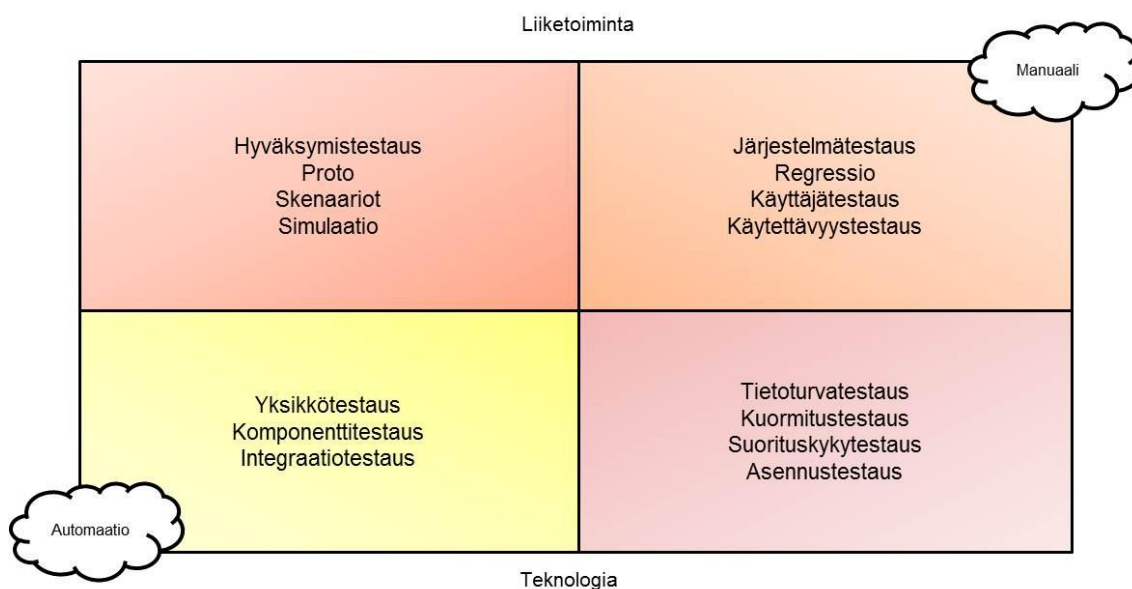 Liiketoiminta
Manuaali
Hyväksymistestaus
Proto
Skenaariot
Simulaatio
Järjestelmätestaus
Regressio
Käyttäjätestaus
Käytettävyystestaus
Yksikkötestaus
Komponenttitestaus
Integraatiotestaus
Tietoturvatestaus
Kuormitustestaus
Suorituskykytestaus
Asennustestaus
Automaatio
Teknologia